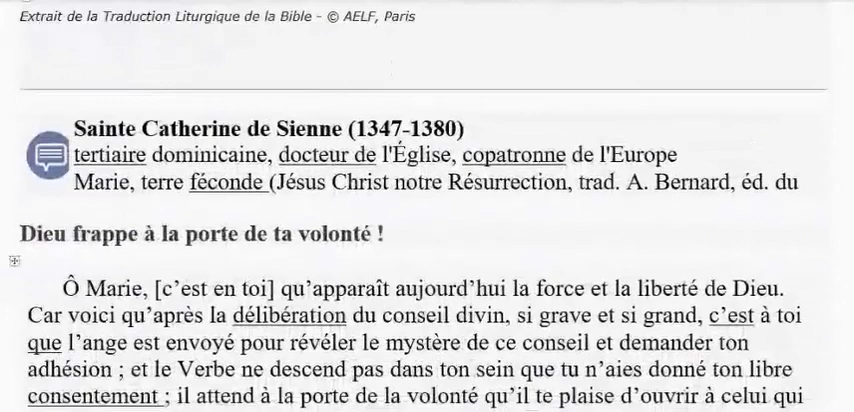 Extrait de la Traduction Liturgique de la Bible - © AELF, Paris
Sainte Catherine de Sienne (1347-1380)
tertiaire dominicaine, docteur de l'Église, copatronne de l'Europe
Marie, terre féconde (Jésus Christ notre Résurrection, trad. A. Bernard, éd. du
Dieu frappe à la porte de ta volonté !
Ô Marie, [c’est en toi] qu’apparaît aujourd’hui la force et la liberté de Dieu.
Car voici qu’après la délibération du conseil divin, si grave et si grand, c’est à toi
que l’ange est envoyé pour révéler le mystère de ce conseil et demander ton
adhésion ; et le Verbe ne descend pas dans ton sein que tu n’aies donné ton libre
consentement ; il attend à la porte de la volonté qu’il te plaise d’ouvrir à celui qui